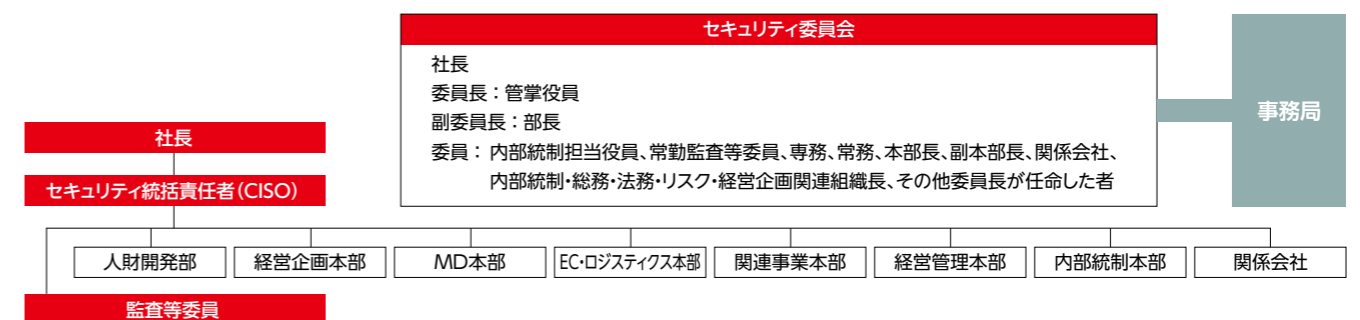 セキュリティ委員会
社長
委員長：管掌役員
副委員長：部長
委員：内部統制担当役員、常勤監査等委員、専務、常務、本部長、副本部長、関係会社、
内部統制・総務・法務・リスク・経営企画関連組織長、その他委員長が任命した者
事務局
社長
セキュリティ統括責任者（CISO）
人財開発部
経営企画本部
MD本部
EC・ロジスティクス本部
関連事業本部
経営管理本部
内部統制本部
関係会社
監査等委員